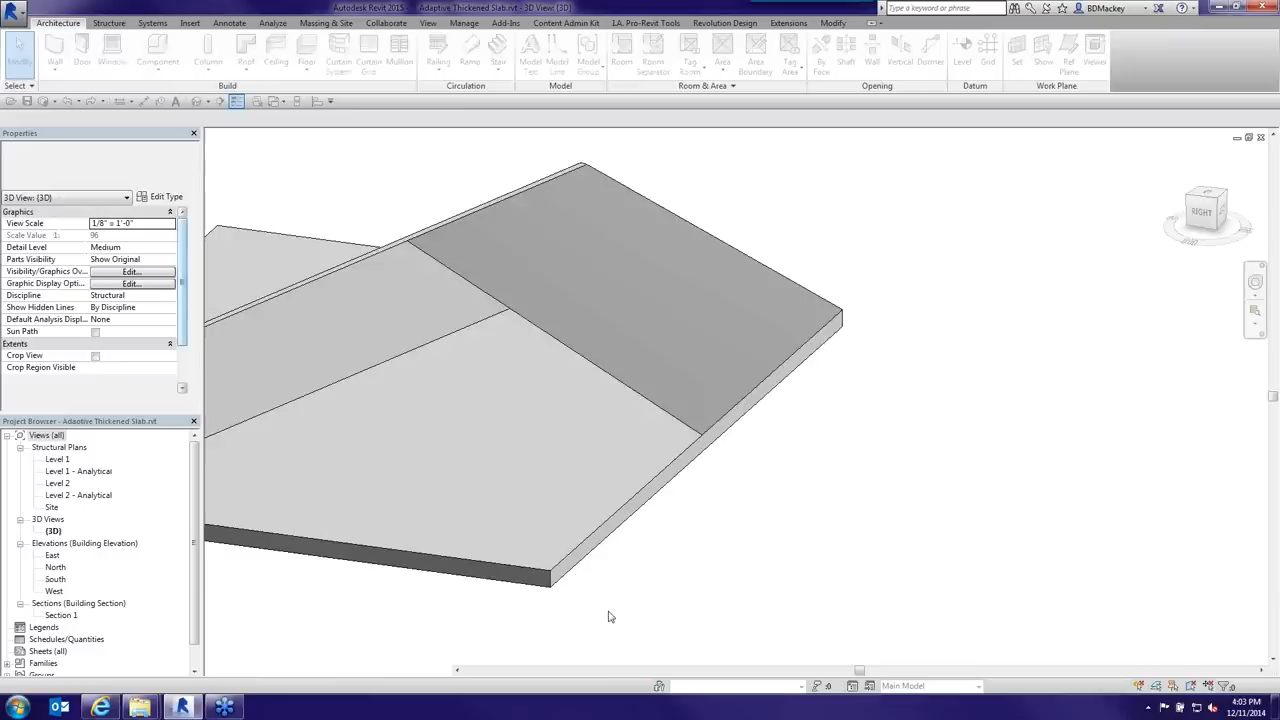 Autodesk Revit 2015 - Adaptive Thickened Slab.rvt - 3D View: {3D}
Type a keyword or phrase
BDMackey
Architecture Structure Systems Insert Annotate Analyze Massing & Site Collaborate View Manage Add-Ins Content Admin Kit I.A. Pro-Revit Tools Revolution Design Extensions Modify
Modify Wall Door Window Component Column Roof Ceiling Floor Curtain System Curtain Grid Mullion Railing Ramp Stair Model Text Model Line Model Group Room Room Separator Tag Room Area Area Boundary Tag Area By Face Shaft Wall Vertical Dormer Level Grid Set Show Ref Plane Viewer
Select Build Circulation Model Room & Area Opening Datum Work Plane
Properties
3D View: {3D} Edit Type
Graphics
View Scale 1/8" = 1'-0"
Scale Value 1: 96
Detail Level Medium
Parts Visibility Show Original
Visibility/Graphics Ov... Edit...
Graphic Display Opti... Edit...
Discipline Structural
Show Hidden Lines By Discipline
Default Analysis Displ... None
Sun Path
Extents
Crop View
Crop Region Visible
Project Browser - Adaptive Thickened Slab.rvt
Views (all)
Structural Plans
Level 1
Level 1 - Analytical
Level 2
Level 2 - Analytical
Site
3D Views
{3D}
Elevations (Building Elevation)
East
North
South
West
Sections (Building Section)
Section 1
Legends
Schedules/Quantities
Sheets (all)
Families
Groups
RIGHT
:0
Main Model
:0
4:03 PM
12/11/2014